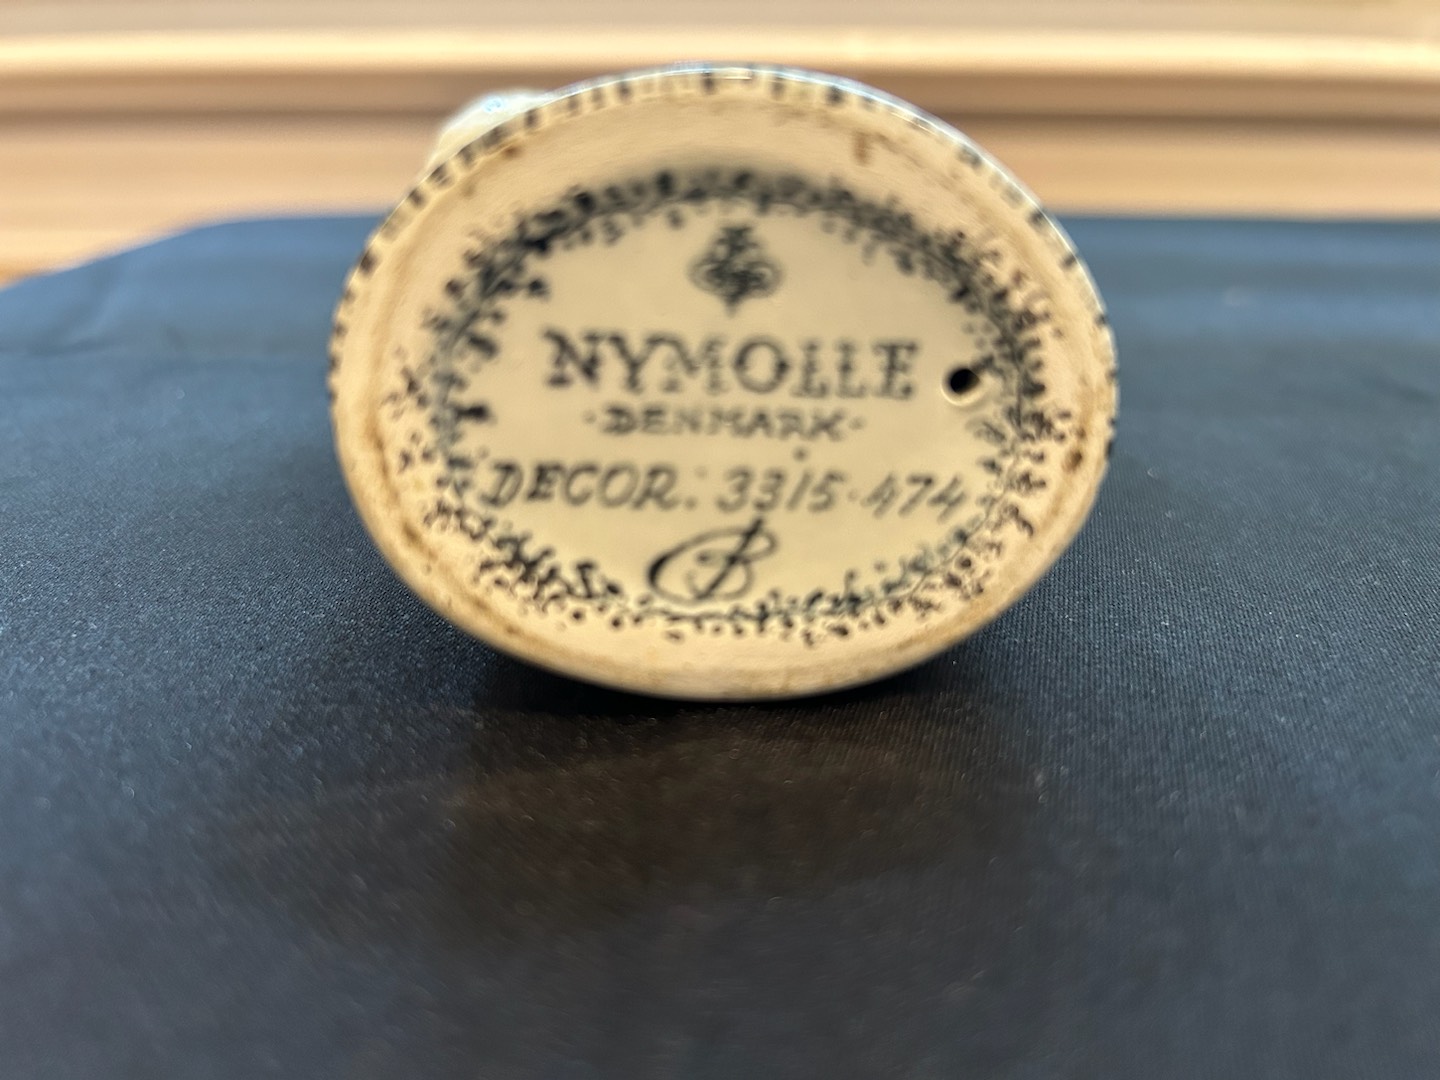 NYMOLLE
·DENMARK·
DECOR: 3315·474